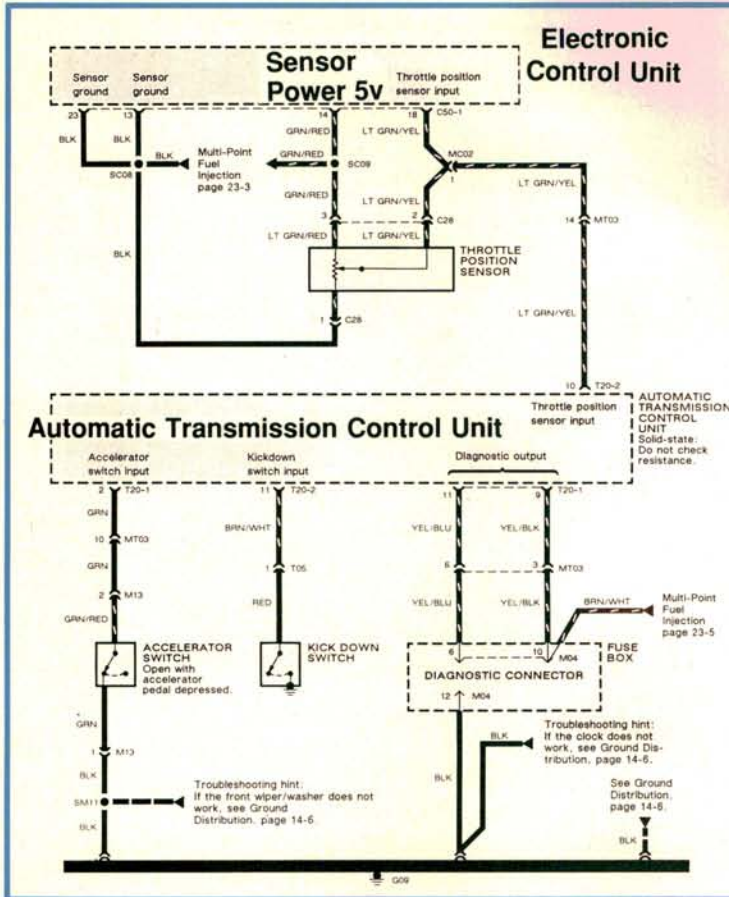 Electronic
Control Unit
Sensor
Power 5v
Sensor
ground
Sensor
ground
Throttle position
sensor input
23
13
14
18
C50-1
BLK
BLK
GRN/RED
LT GRN/YEL
BLK
Multi-Point
Fuel
Injection
page 23-3
GRN/RED
SC08
SC09
MC02
1
LT GRN/YEL
GRN/RED
LT GRN/YEL
3
2
C28
14
MT03
LT GRN/RED
LT GRN/YEL
BLK
THROTTLE
POSITION
SENSOR
1
C28
LT GRN/YEL
10
T20-2
Automatic Transmission Control Unit
Throttle position
sensor input
AUTOMATIC
TRANSMISSION
CONTROL
UNIT
Solid-state:
Do not check
resistance.
Accelerator
switch input
Kickdown
switch input
Diagnostic output
2
T20-1
11
T20-2
11
9
T20-1
GRN
BRN/WHT
YEL/BLU
YEL/BLK
10
MT03
1
T05
6
3
MT03
GRN
RED
YEL/BLU
YEL/BLK
BRN/WHT
Multi-Point
Fuel
Injection
page 23-5
2
M13
GRN/RED
ACCELERATOR
SWITCH
Open with
accelerator
pedal depressed.
KICK DOWN
SWITCH
6
10
M04
FUSE
BOX
DIAGNOSTIC CONNECTOR
12
M04
GRN
1
M13
BLK
BLK
BLK
Troubleshooting hint:
If the clock does not
work, see Ground Dis-
tribution, page 14-6.
SM11
Troubleshooting hint:
If the front wiper/washer does not
work, see Ground
Distribution, page 14-6
See Ground
Distribution,
page 14-6.
BLK
BLK
G09